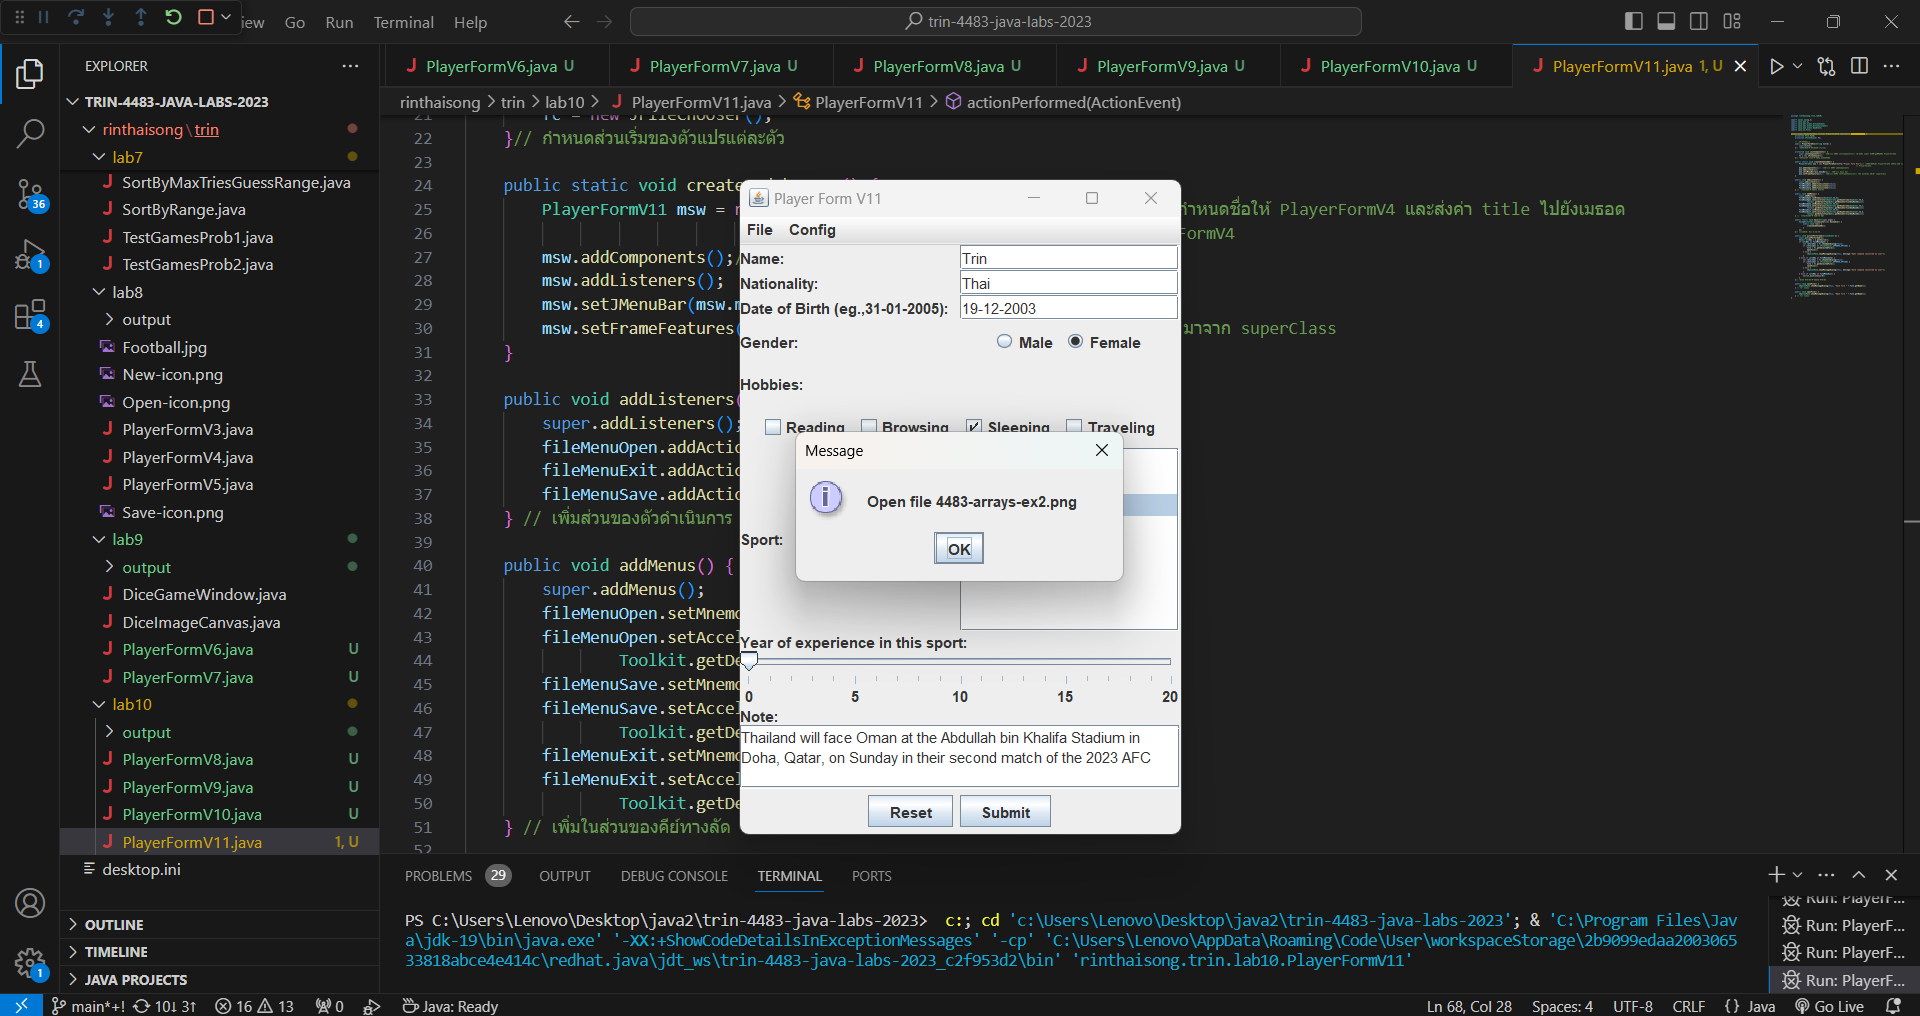 iew Go Run Terminal Help trin-4483-java-labs-2023
EXPLORER
TRIN-4483-JAVA-LABS-2023
rinthaisong\trin
lab7
SortByMaxTriesGuessRange.java
SortByRange.java
TestGamesProb1.java
TestGamesProb2.java
lab8
output
Football.jpg
New-icon.png
Open-icon.png
PlayerFormV3.java
PlayerFormV4.java
PlayerFormV5.java
Save-icon.png
lab9
output
DiceGameWindow.java
DiceImageCanvas.java
PlayerFormV6.java U
PlayerFormV7.java U
lab10
output
PlayerFormV8.java U
PlayerFormV9.java U
PlayerFormV10.java U
PlayerFormV11.java 1, U
desktop.ini
OUTLINE
TIMELINE
JAVA PROJECTS
36
1
4
1
PlayerFormV6.java U PlayerFormV7.java U PlayerFormV8.java U PlayerFormV9.java U PlayerFormV10.java U PlayerFormV11.java 1, U
rinthaisong > trin > lab10 > PlayerFormV11.java > PlayerFormV11 > actionPerformed(ActionEvent)
21 fc = new JFileChooser();
22 }// กำหนดส่วนเริ่มของตัวแปรแต่ละตัว
23
24 public static void create
25 PlayerFormV11 msw = กำหนดชื่อให้ PlayerFormV4 และส่งค่า title ไปยังเมธอด
26 ormV4
27 msw.addComponents();
28 msw.addListeners();
29 msw.setJMenuBar(msw.m
30 msw.setFrameFeatures( มาจาก superClass
31 }
32
33 public void addListeners(
34 super.addListeners();
35 fileMenuOpen.addActio
36 fileMenuExit.addActio
37 fileMenuSave.addActio
38 } // เพิ่มส่วนของตัวดำเนินการ
39
40 public void addMenus() {
41 super.addMenus();
42 fileMenuOpen.setMnemo
43 fileMenuOpen.setAccel
44 Toolkit.getDe
45 fileMenuSave.setMnemo
46 fileMenuSave.setAccel
47 Toolkit.getDe
48 fileMenuExit.setMnemo
49 fileMenuExit.setAccel
50 Toolkit.getDe
51 } // เพิ่มในส่วนของคีย์ทางลัด
52
Player Form V11
File Config
Name: Trin
Nationality: Thai
Date of Birth (eg.,31-01-2005): 19-12-2003
Gender: Male Female
Hobbies:
Reading Browsing Sleeping Traveling
Message
Open file 4483-arrays-ex2.png
OK
Sport:
Year of experience in this sport:
0 5 10 15 20
Note:
Thailand will face Oman at the Abdullah bin Khalifa Stadium in
Doha, Qatar, on Sunday in their second match of the 2023 AFC
Reset Submit
PROBLEMS 29 OUTPUT DEBUG CONSOLE TERMINAL PORTS
PS C:\Users\Lenovo\Desktop\java2\trin-4483-java-labs-2023> c:; cd 'c:\Users\Lenovo\Desktop\java2\trin-4483-java-labs-2023'; & 'C:\Program Files\Jav
a\jdk-19\bin\java.exe' '-XX:+ShowCodeDetailsInExceptionMessages' '-cp' 'C:\Users\Lenovo\AppData\Roaming\Code\User\workspaceStorage\2b9099edaa2003065
33818abce4e414c\redhat.java\jdt_ws\trin-4483-java-labs-2023_c2f953d2\bin' 'rinthaisong.trin.lab10.PlayerFormV11'
Run: PlayerF...
Run: PlayerF...
Run: PlayerF...
Run: PlayerF...
main*+! 10↓ 3↑ 16 13 0 Java: Ready Ln 68, Col 28 Spaces: 4 UTF-8 CRLF {} Java Go Live